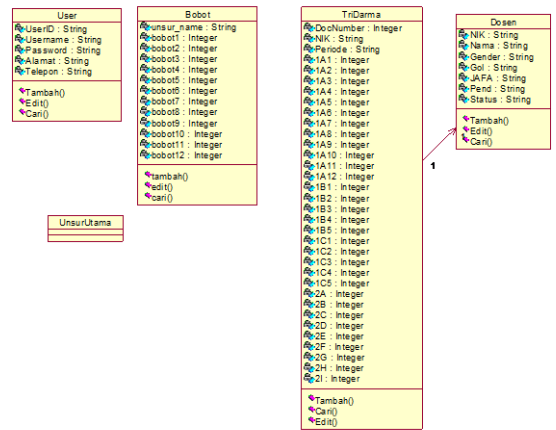 User
UserID : String
Username : String
Password : String
Alamat : String
Telepon : String
Tambah()
Edit()
Cari()
Bobot
unsur_name : String
bobot1 : Integer
bobot2 : Integer
bobot3 : Integer
bobot4 : Integer
bobot5 : Integer
bobot6 : Integer
bobot7 : Integer
bobot8 : Integer
bobot9 : Integer
bobot10 : Integer
bobot11 : Integer
bobot12 : Integer
tambah()
edit()
cari()
UnsurUtama
TriDarma
DocNumber : Integer
NIK : String
Periode : String
1A1 : Integer
1A2 : Integer
1A3 : Integer
1A4 : Integer
1A5 : Integer
1A6 : Integer
1A7 : Integer
1A8 : Integer
1A9 : Integer
1A10 : Integer
1A11 : Integer
1A12 : Integer
1B1 : Integer
1B2 : Integer
1B3 : Integer
1B4 : Integer
1B5 : Integer
1C1 : Integer
1C2 : Integer
1C3 : Integer
1C4 : Integer
1C5 : Integer
2A : Integer
2B : Integer
2C : Integer
2D : Integer
2E : Integer
2F : Integer
2G : Integer
2H : Integer
2I : Integer
Tambah()
Cari()
Edit()
1
Dosen
NIK : String
Nama : String
Gender : String
Gol : String
JAFA : String
Pend : String
Status : String
Tambah()
Edit()
Cari()